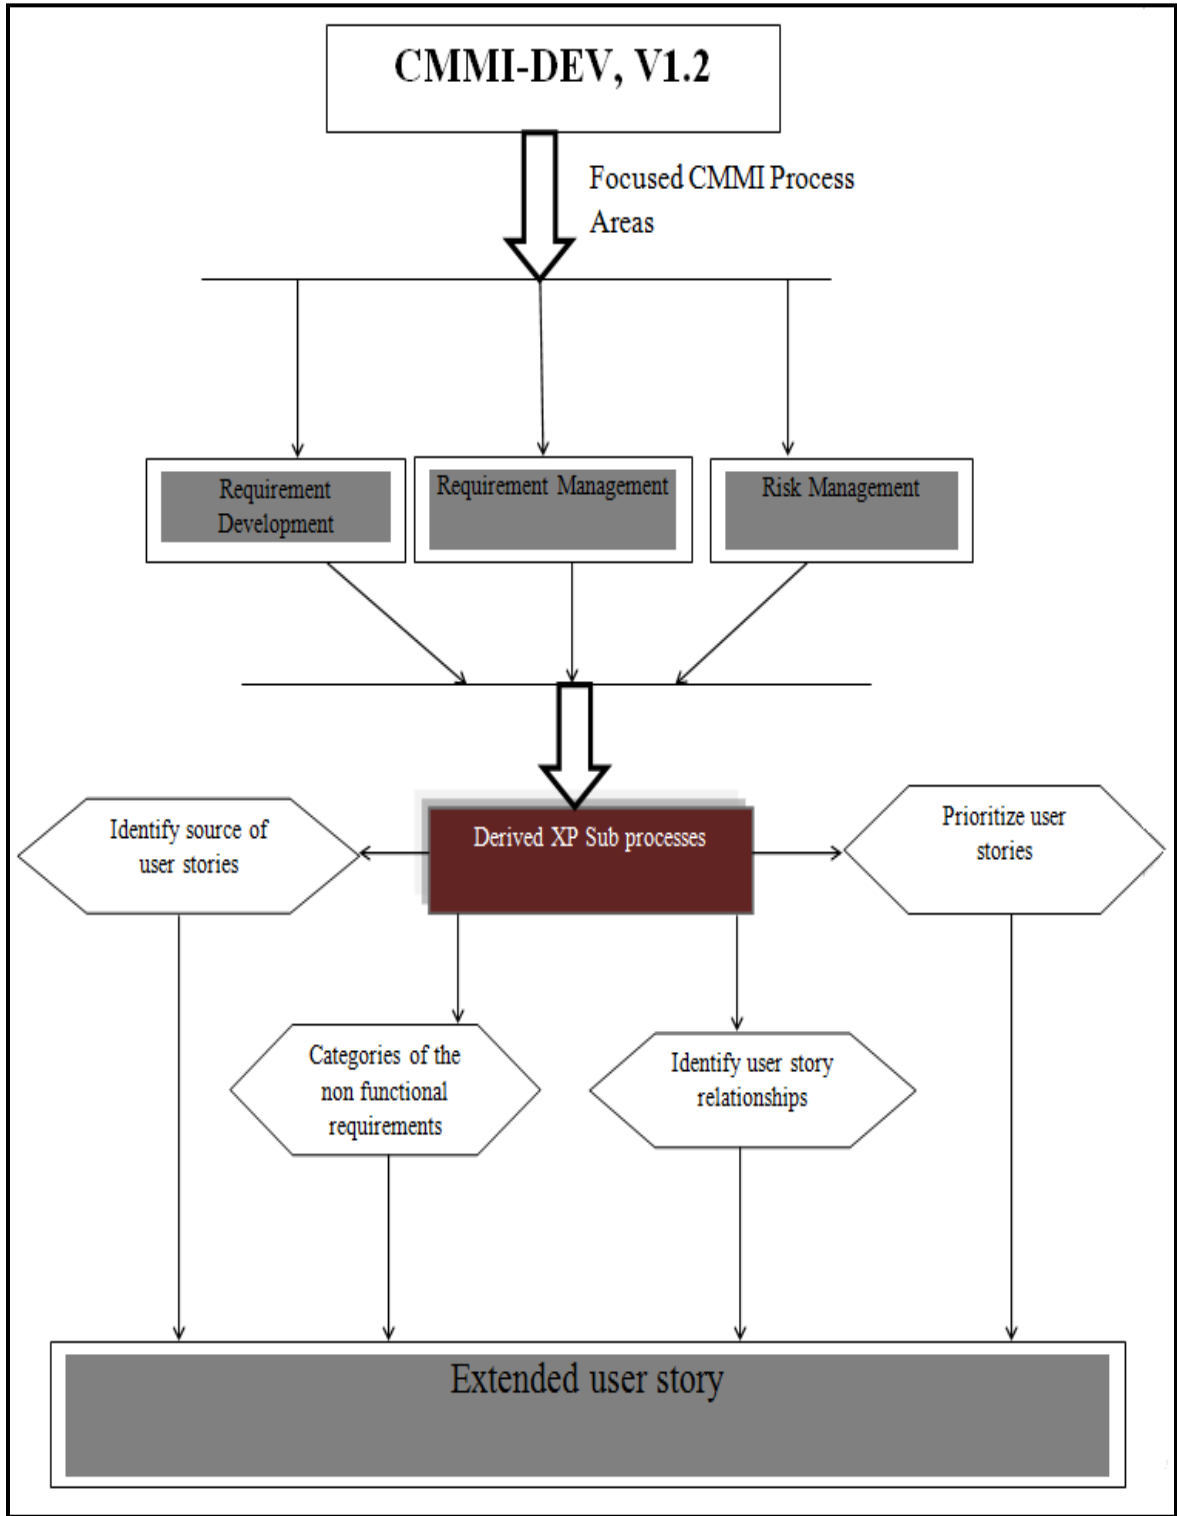 CMMI-DEV, V1.2
Focused CMMI Process
Areas
Requirement
Development
Requirement Management
Risk Management
Identify source of
user stories
Derived XP Sub processes
Prioritize user
stories
Categories of the
non functional
requirements
Identify user story
relationships
Extended user story